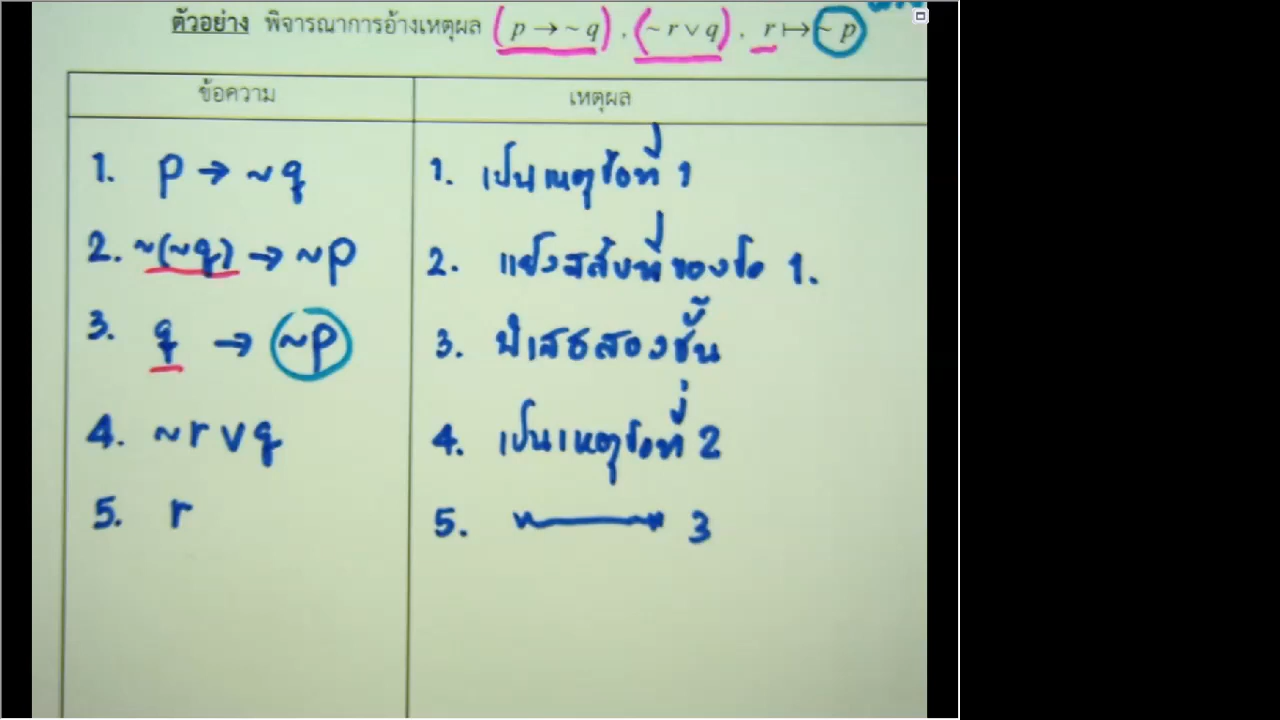 ตัวอย่าง พิจารณาการอ้างเหตุผล (p → ~ q) , (~ r ∨ q) , r ↦ ~ p
ข้อความ เหตุผล
1. p → ~q 1. เป็นเหตุข้อที่ 1
2. ~(~q) → ~p 2. แย้งสลับที่ของข้อ 1.
3. q → ~p 3. นิเสธสองชั้น
4. ~r ∨ q 4. เป็นเหตุข้อที่ 2
5. r 5. 〃 3